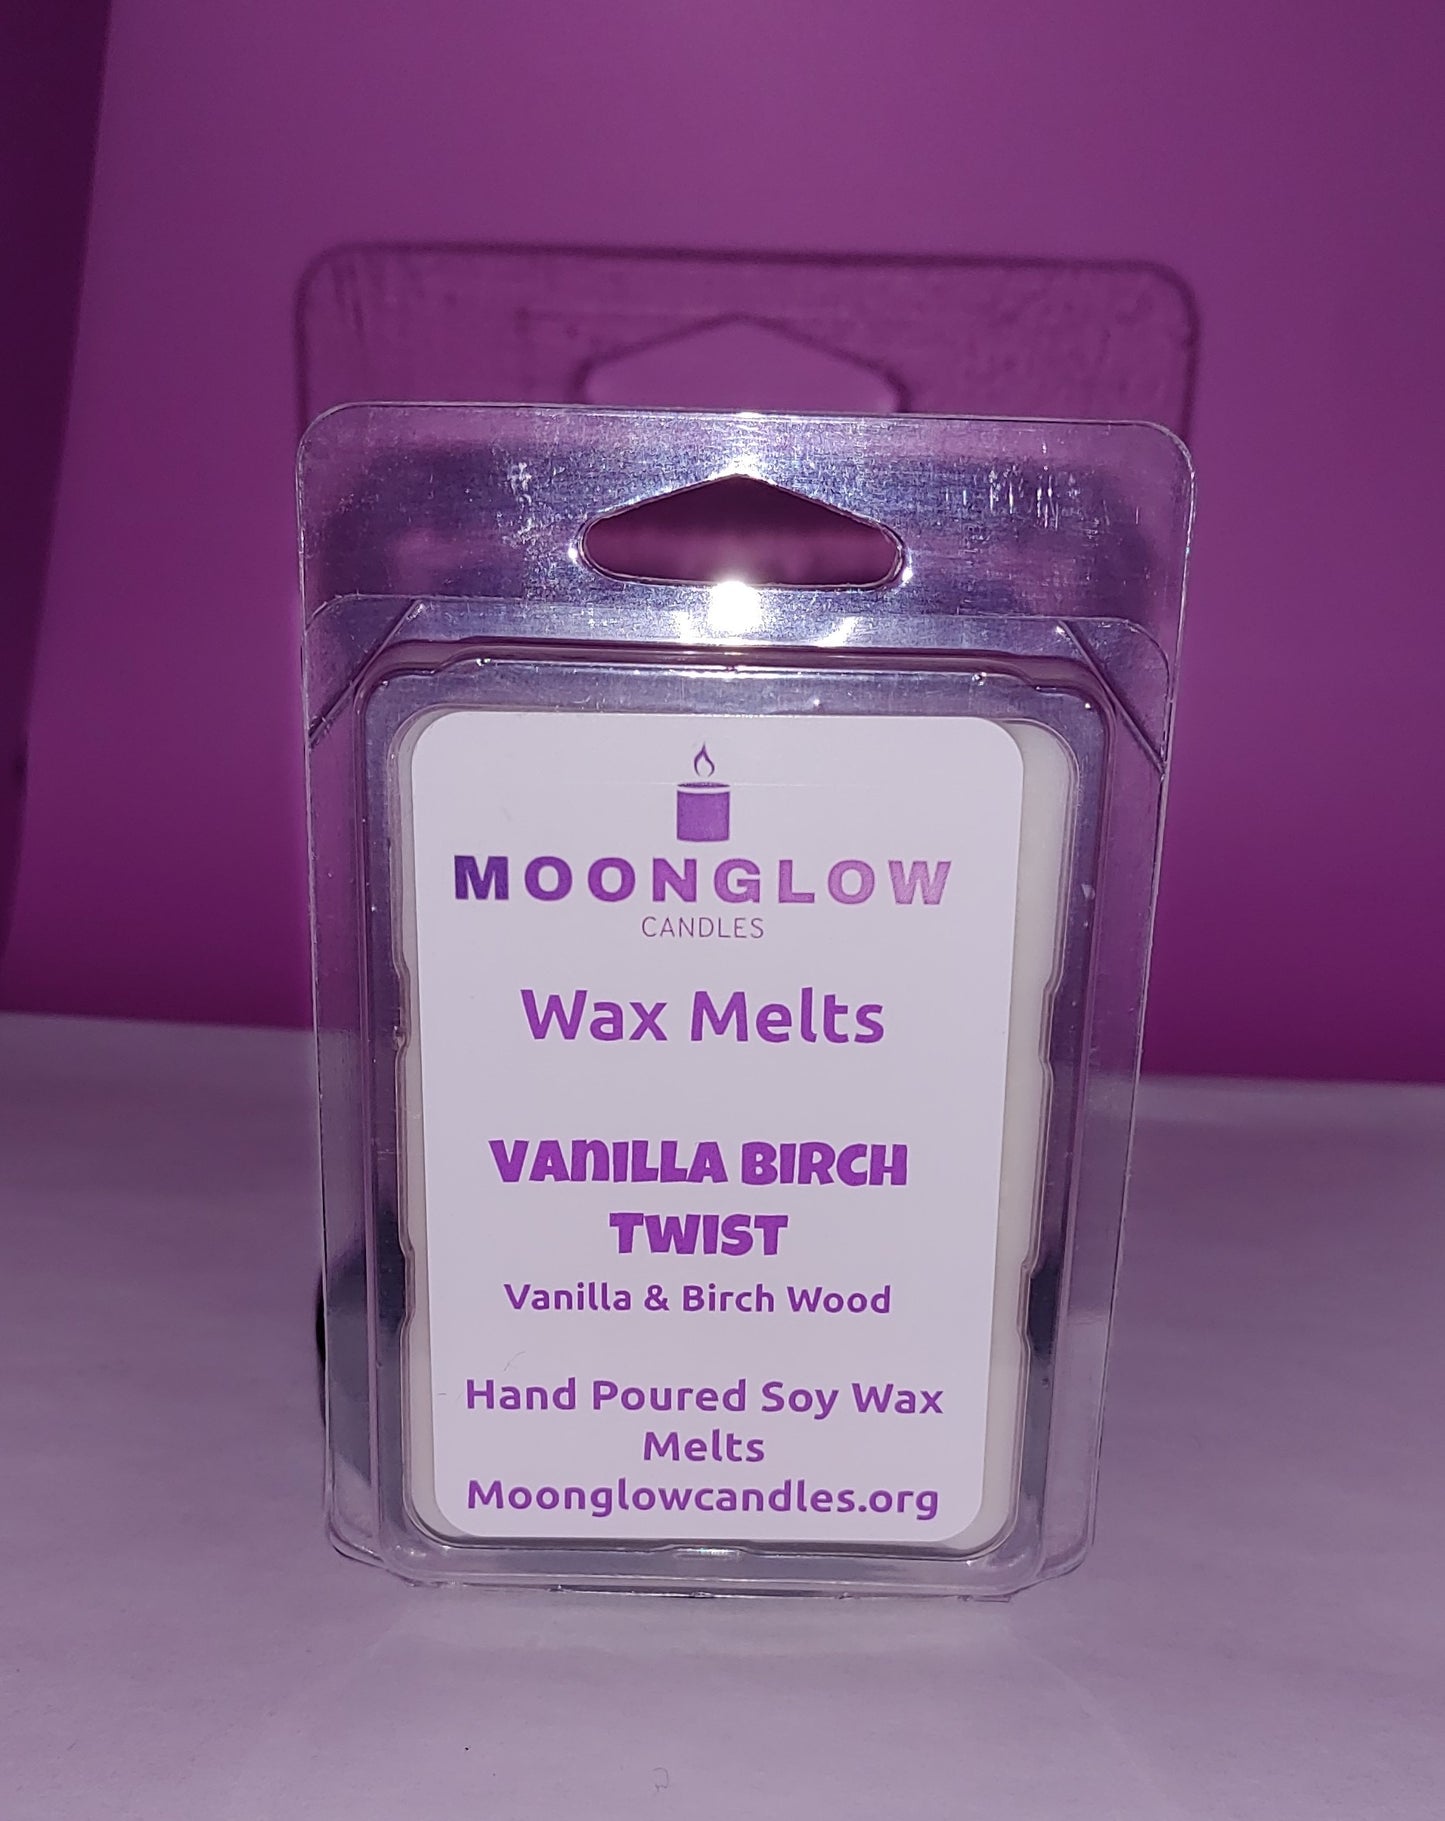 MOONGLOW
CANDLES
Wax Melts
VANILLA BIRCH
TWIST
Vanilla & Birch Wood
Hand Poured Soy Wax
Melts
Moonglowcandles.org